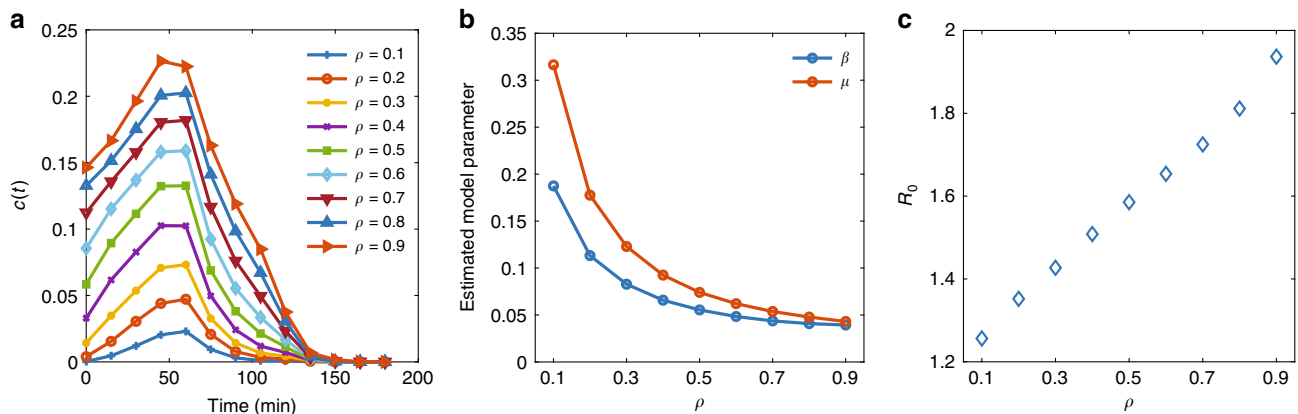 a
0.25
0.2
0.15
0.1
0.05
0
c(t)
0
50
100
150
200
Time (min)
ρ = 0.1
ρ = 0.2
ρ = 0.3
ρ = 0.4
ρ = 0.5
ρ = 0.6
ρ = 0.7
ρ = 0.8
ρ = 0.9
b
0.35
0.3
0.25
0.2
0.15
0.1
0.05
0
Estimated model parameter
0.1
0.3
0.5
0.7
0.9
ρ
β
μ
c
2
1.8
1.6
1.4
1.2
R₀
0.1
0.3
0.5
0.7
0.9
ρ